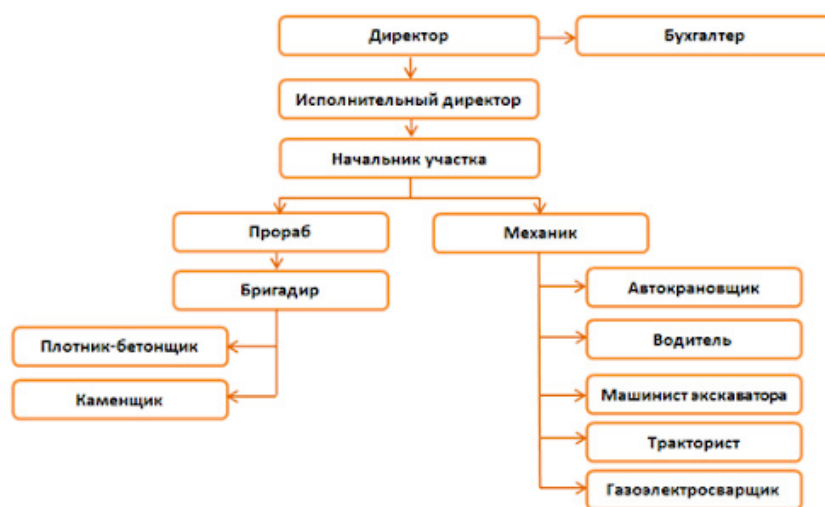 Директор
Бухгалтер
Исполнительный директор
Начальник участка
Прораб
Механик
Бригадир
Автокрановщик
Плотник-бетонщик
Водитель
Каменщик
Машинист экскаватора
Тракторист
Газоэлектросварщик